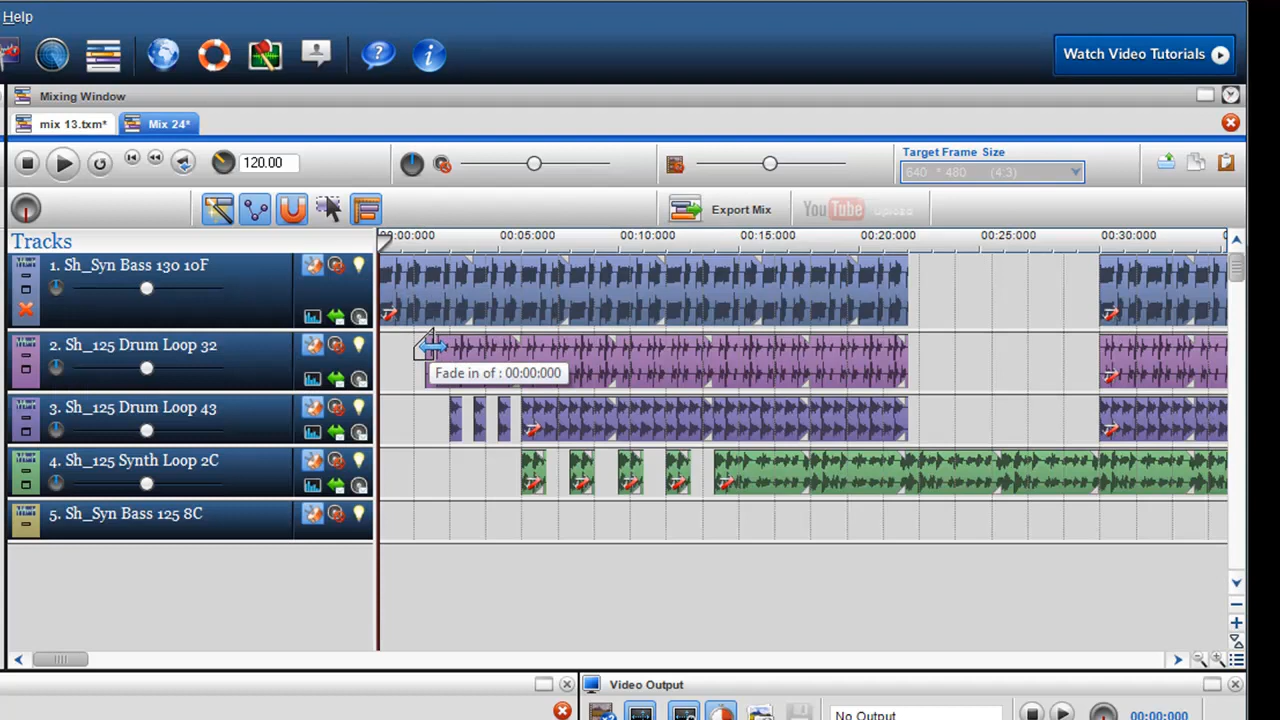 Help
Watch Video Tutorials
Mixing Window
mix 13.txm*
Mix 24*
120.00
Target Frame Size
640 * 480 (4:3)
Export Mix
YouTube Upload
Tracks
00:00:000 00:05:000 00:10:000 00:15:000 00:20:000 00:25:000 00:30:000
1. Sh_Syn Bass 130 10F
2. Sh_125 Drum Loop 32
Fade in of : 00:00:000
3. Sh_125 Drum Loop 43
4. Sh_125 Synth Loop 2C
5. Sh_Syn Bass 125 8C
Video Output
No Output
00:00:000